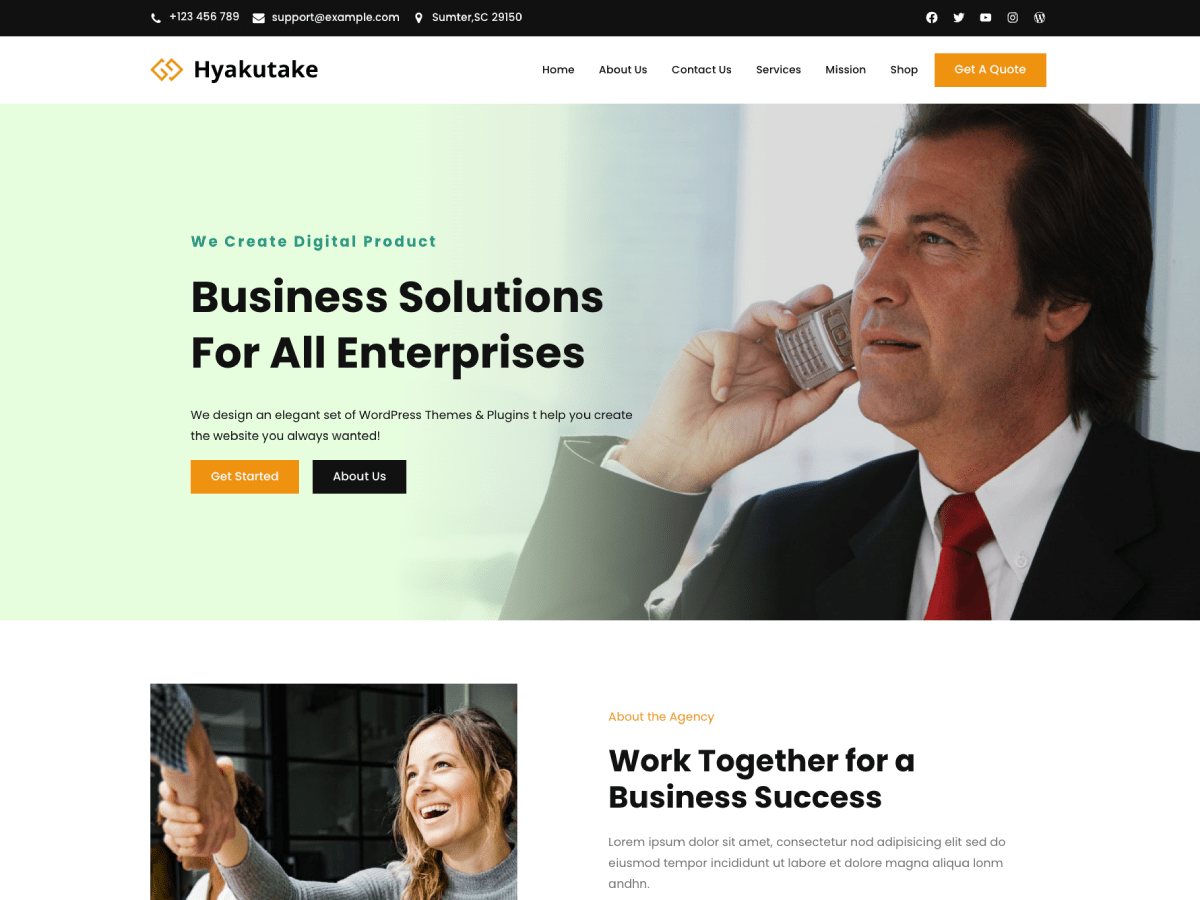 +123 456 789 support@example.com Sumter,SC 29150
Hyakutake
Home About Us Contact Us Services Mission Shop Get A Quote
We Create Digital Product
Business Solutions
For All Enterprises
We design an elegant set of WordPress Themes & Plugins t help you create
the website you always wanted!
Get Started About Us
About the Agency
Work Together for a
Business Success
Lorem ipsum dolor sit amet, consectetur nod adipisicing elit sed do
eiusmod tempor incididunt ut labore et dolore magna aliqua lonm
andhn.